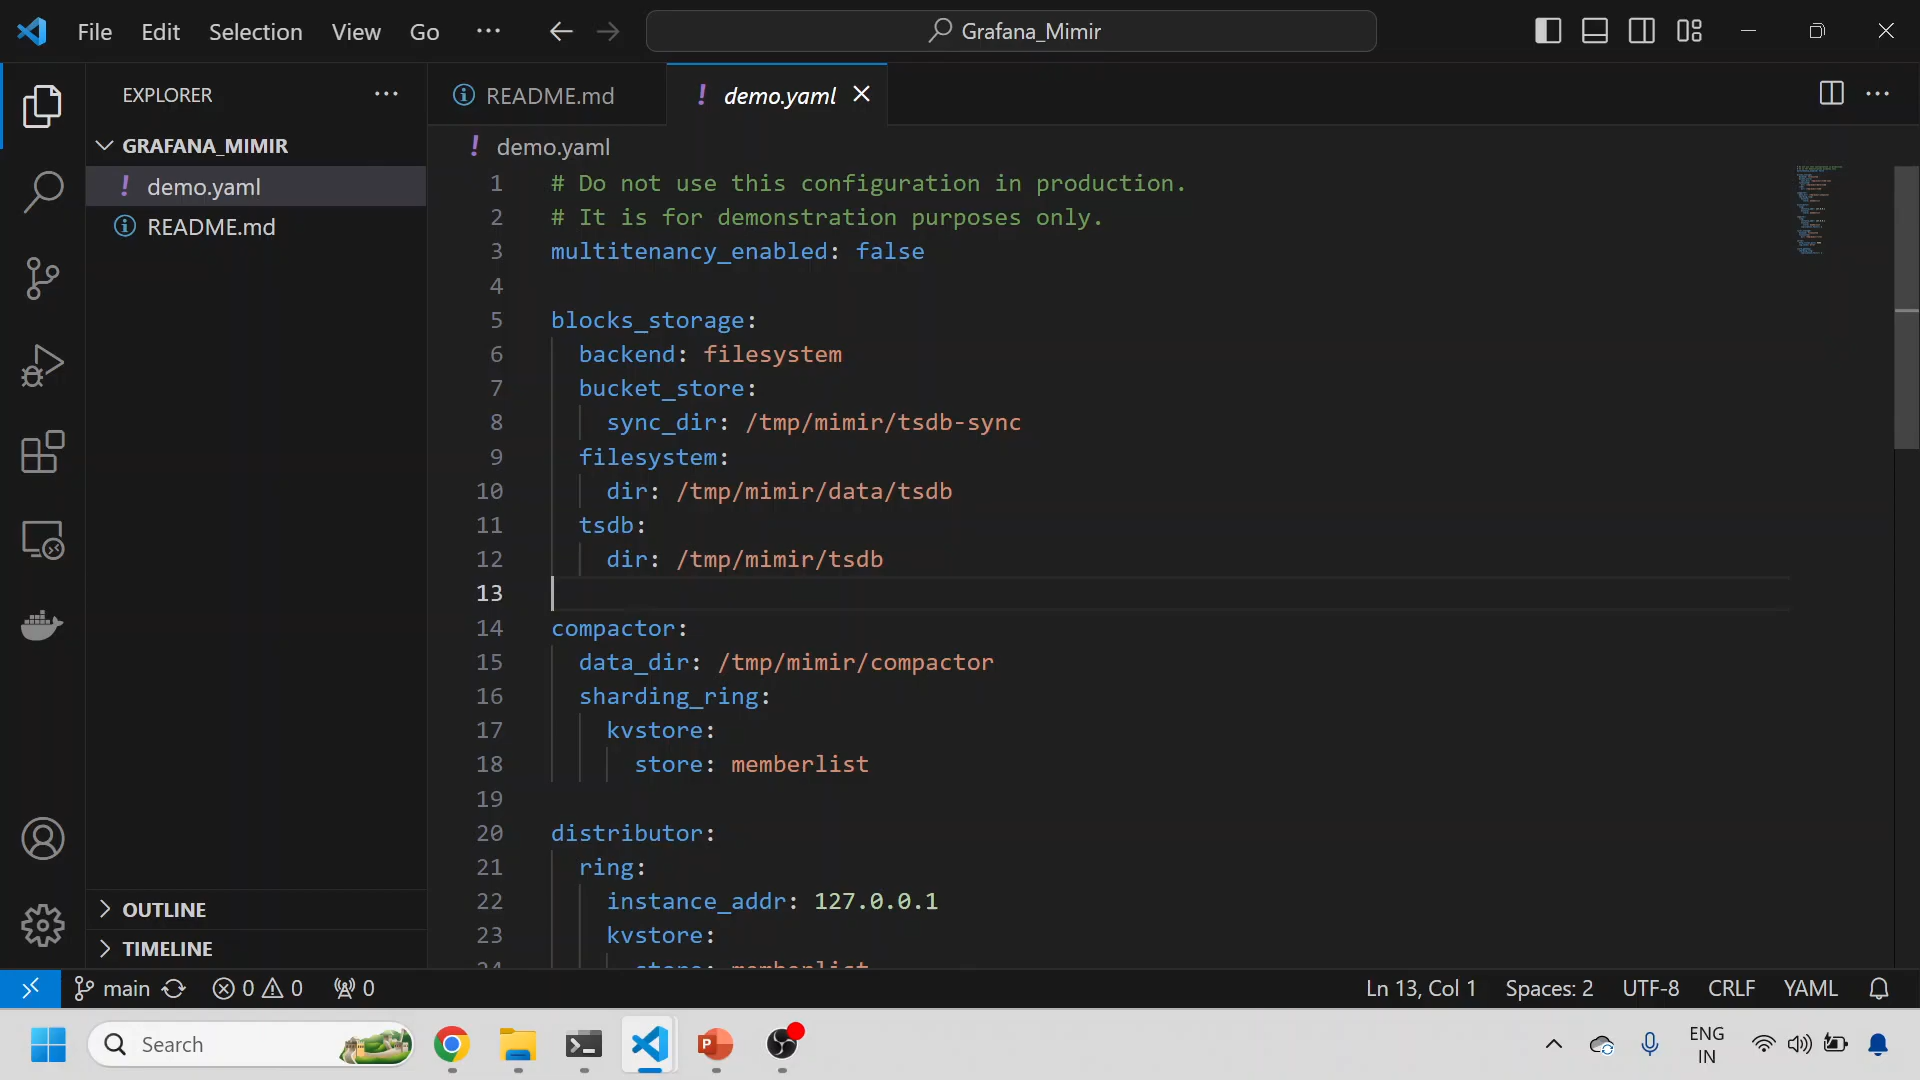 File Edit Selection View Go ··· Grafana_Mimir
EXPLORER ···
README.md ! demo.yaml
GRAFANA_MIMIR
! demo.yaml
README.md
! demo.yaml
1 # Do not use this configuration in production.
2 # It is for demonstration purposes only.
3 multitenancy_enabled: false
4
5 blocks_storage:
6 backend: filesystem
7 bucket_store:
8 sync_dir: /tmp/mimir/tsdb-sync
9 filesystem:
10 dir: /tmp/mimir/data/tsdb
11 tsdb:
12 dir: /tmp/mimir/tsdb
13
14 compactor:
15 data_dir: /tmp/mimir/compactor
16 sharding_ring:
17 kvstore:
18 store: memberlist
19
20 distributor:
21 ring:
22 instance_addr: 127.0.0.1
23 kvstore:
24 store: memberlist
OUTLINE
TIMELINE
main 0 0 0 Ln 13, Col 1 Spaces: 2 UTF-8 CRLF YAML
Search
ENG
IN